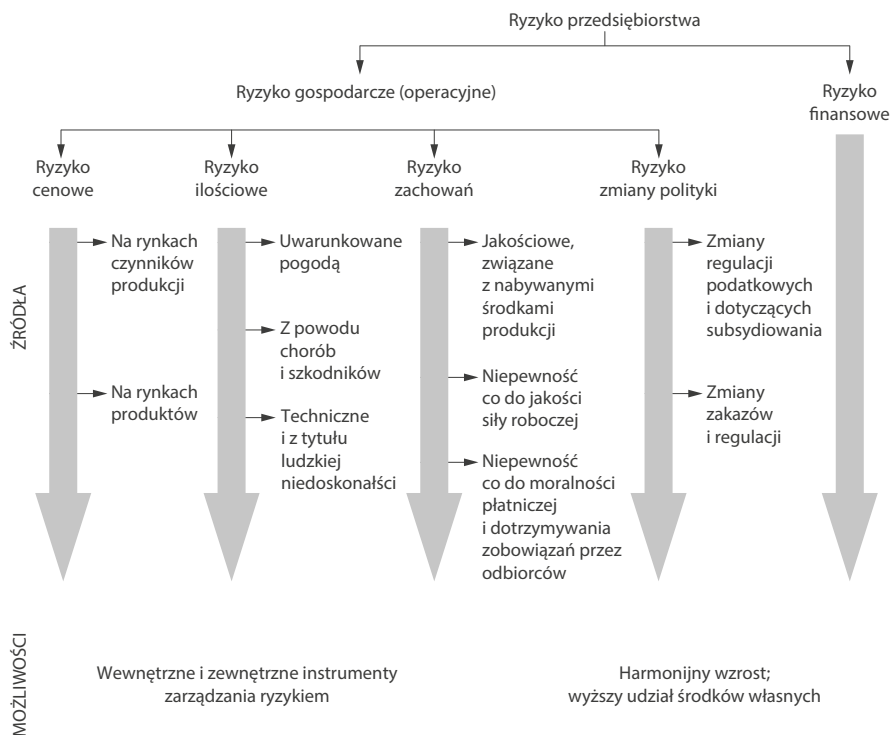 Ryzyko przedsiębiorstwa
Ryzyko gospodarcze (operacyjne)
Ryzyko
finansowe
Ryzyko
cenowe
Ryzyko
ilościowe
Ryzyko
zachowań
Ryzyko
zmiany polityki
ŹRÓDŁA
Na rynkach
czynników
produkcji
Na rynkach
produktów
Uwarunkowane
pogodą
Z powodu
chorób
i szkodników
Techniczne
i z tytułu
ludzkiej
niedoskonałści
Jakościowe,
związane
z nabywanymi
środkami
produkcji
Niepewność
co do jakości
siły roboczej
Niepewność
co do moralności
płatniczej
i dotrzymywania
zobowiązań przez
odbiorców
Zmiany
regulacji
podatkowych
i dotyczących
subsydiowania
Zmiany
zakazów
i regulacji
MOŻLIWOŚCI
Wewnętrzne i zewnętrzne instrumenty
zarządzania ryzykiem
Harmonijny wzrost;
wyższy udział środków własnych